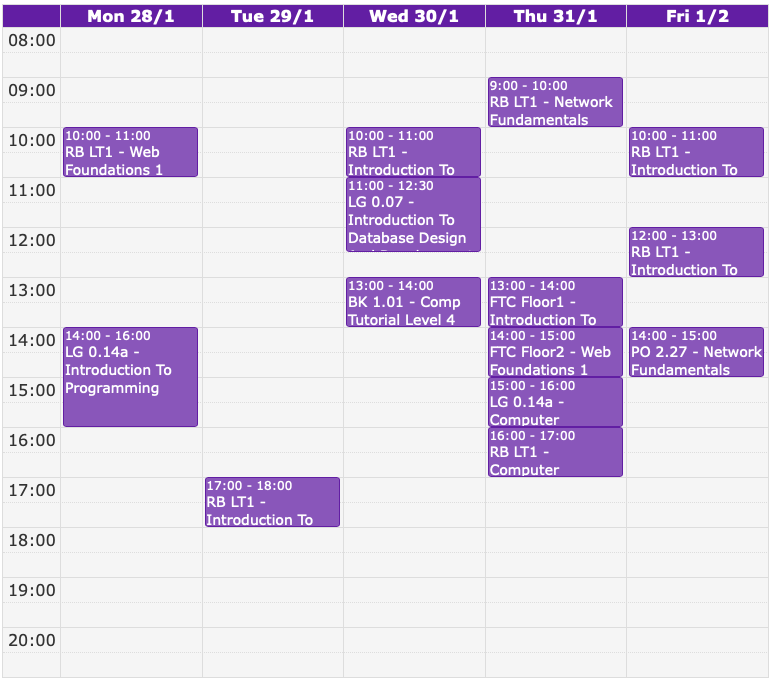 Mon 28/1
Tue 29/1
Wed 30/1
Thu 31/1
Fri 1/2
08:00
09:00
9:00 - 10:00
RB LT1 - Network
Fundamentals
10:00
10:00 - 11:00
RB LT1 - Web
Foundations 1
10:00 - 11:00
RB LT1 -
Introduction To
10:00 - 11:00
RB LT1 -
Introduction To
11:00
11:00 - 12:30
LG 0.07 -
Introduction To
Database Design
12:00
12:00 - 13:00
RB LT1 -
Introduction To
13:00
13:00 - 14:00
BK 1.01 - Comp
Tutorial Level 4
13:00 - 14:00
FTC Floor1 -
Introduction To
14:00
14:00 - 16:00
LG 0.14a -
Introduction To
Programming
14:00 - 15:00
FTC Floor2 - Web
Foundations 1
14:00 - 15:00
PO 2.27 - Network
Fundamentals
15:00
15:00 - 16:00
LG 0.14a -
Computer
16:00
16:00 - 17:00
RB LT1 -
Computer
17:00
17:00 - 18:00
RB LT1 -
Introduction To
18:00
19:00
20:00